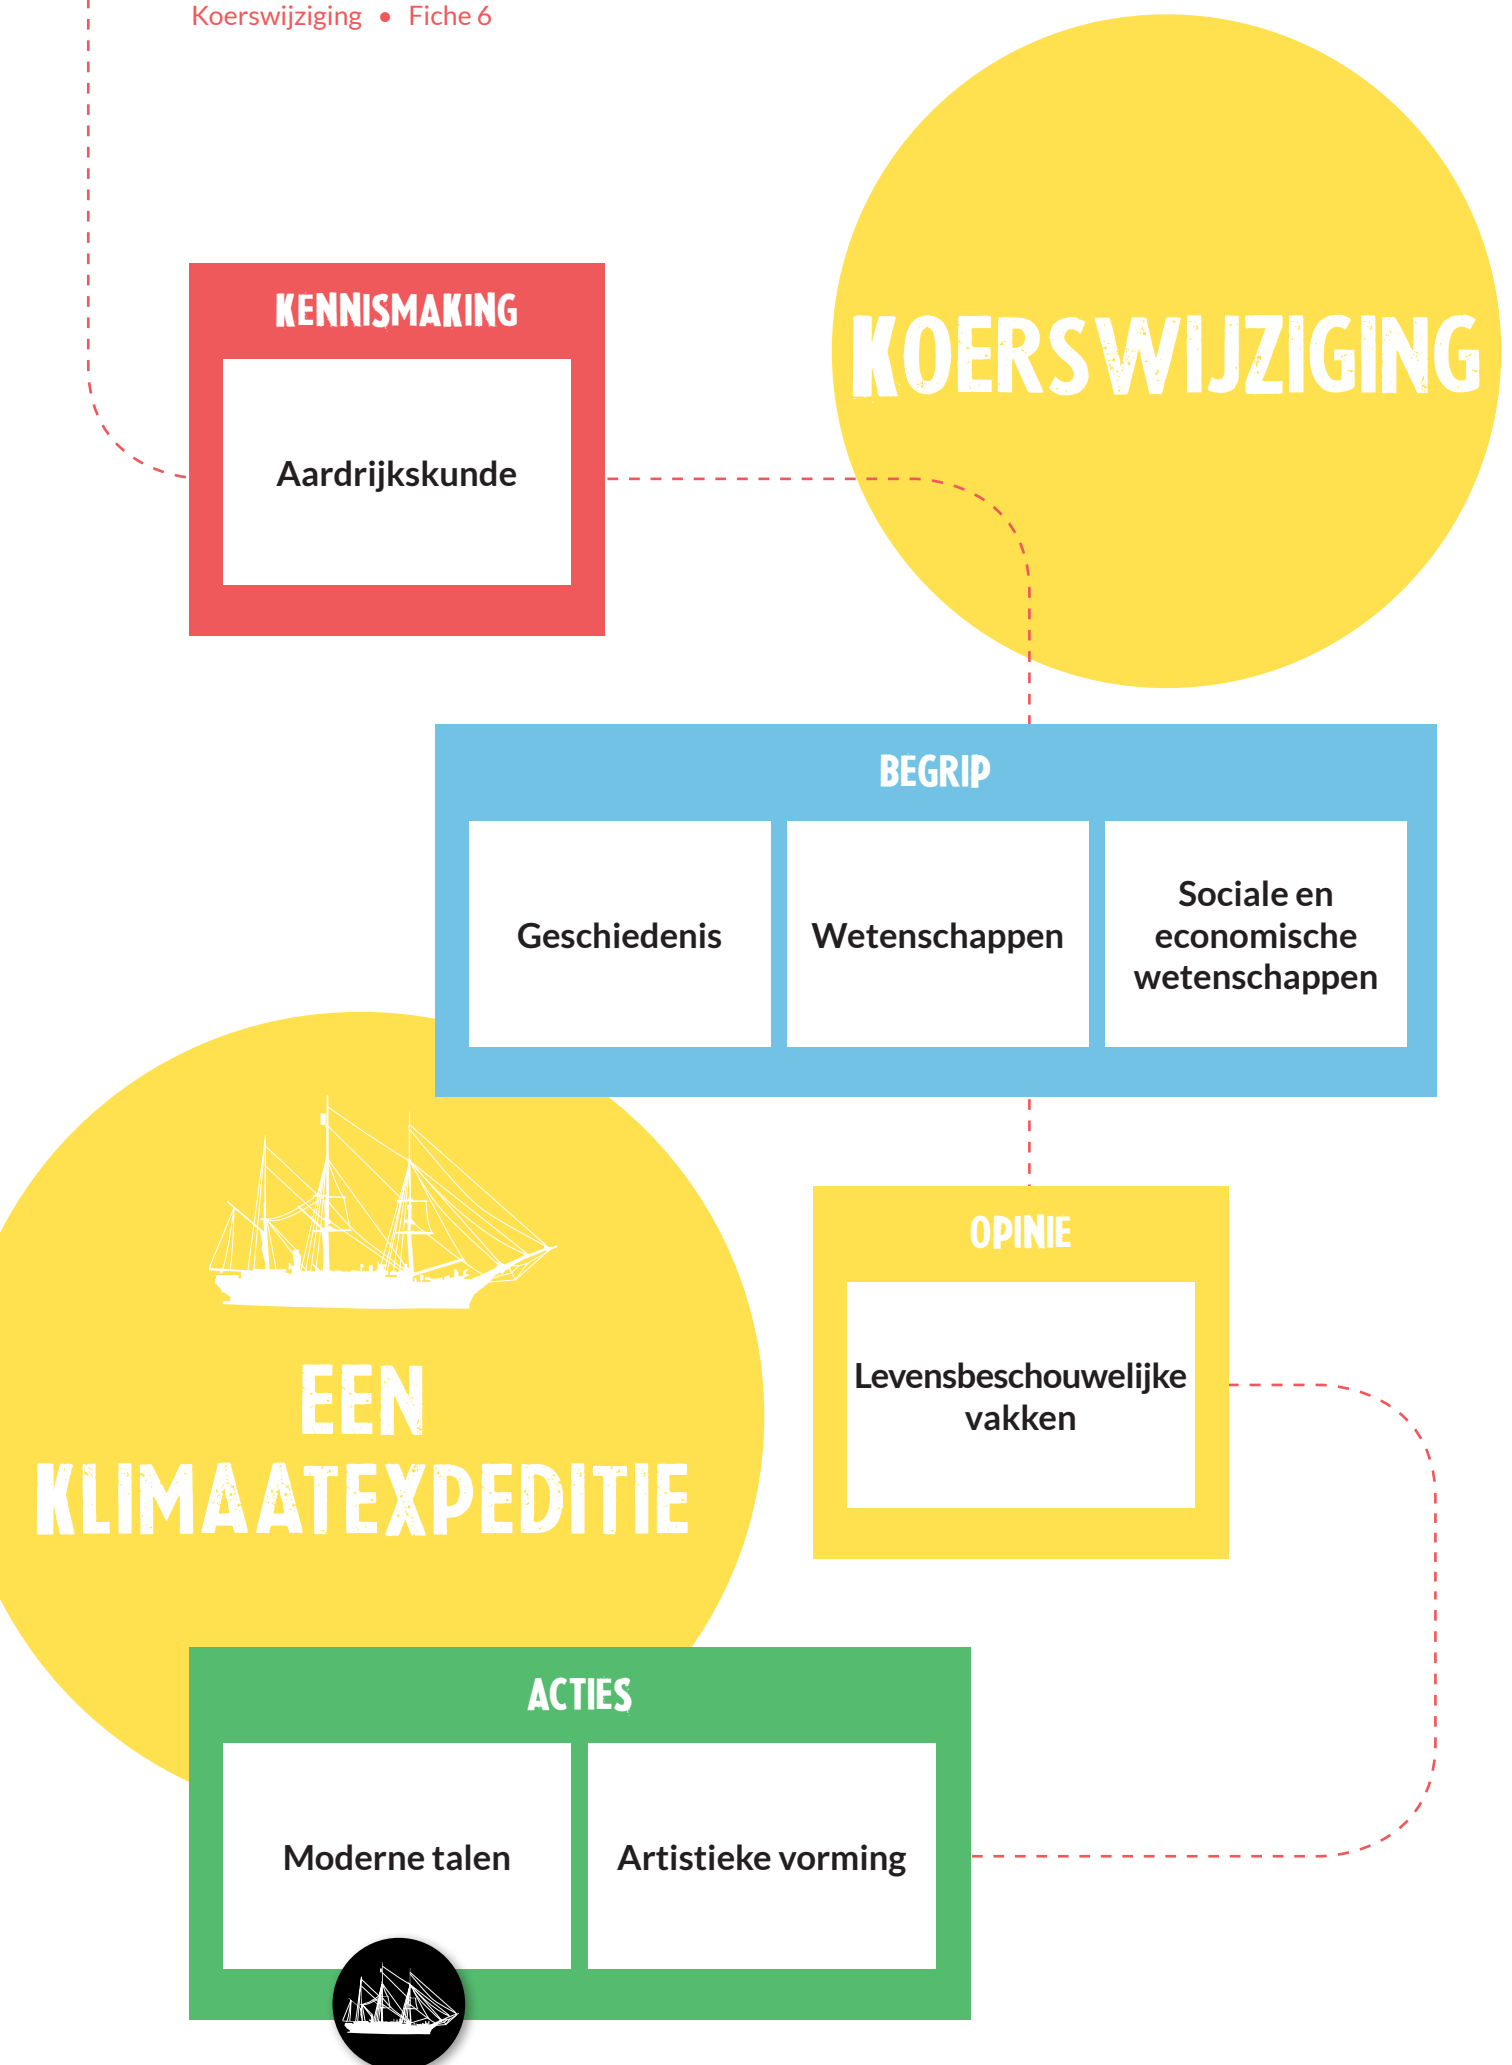 Koerswijziging • Fiche 6
KENNISMAKING
Aardrijkskunde
KOERSWIJZIGING
BEGRIP
Geschiedenis
Wetenschappen
Sociale en
economische
wetenschappen
OPINIE
Levensbeschouwelijke
vakken
EEN
KLIMAATEXPEDITIE
ACTIES
Moderne talen
Artistieke vorming